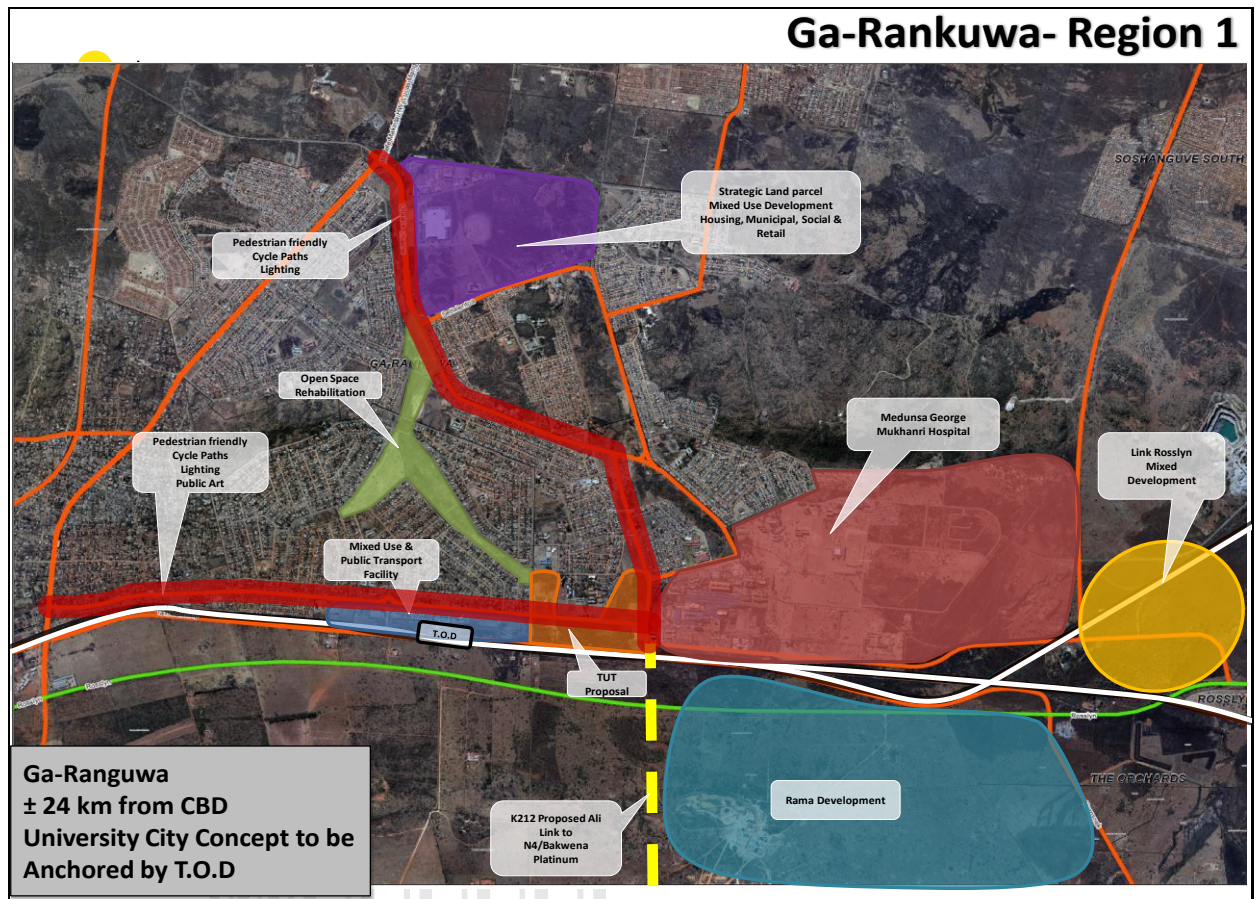 Ga-Rankuwa- Region 1
SOSHANGUVE SOUTH
Strategic Land parcel
Mixed Use Development
Housing, Municipal, Social &
Retail
Pedestrian friendly
Cycle Paths
Lighting
Open Space
Rehabilitation
Medunsa George
Mukhanri Hospital
Pedestrian friendly
Cycle Paths
Lighting
Public Art
Link Rosslyn
Mixed
Development
Mixed Use &
Public Transport
Facility
T.O.D
TUT
Proposal
Rosslyn
Rosslyn
Rosslyn
ROSSLY
THE ORCHARDS
Rama Development
K212 Proposed Ali
Link to
N4/Bakwena
Platinum
Ga-Ranguwa
± 24 km from CBD
University City Concept to be
Anchored by T.O.D